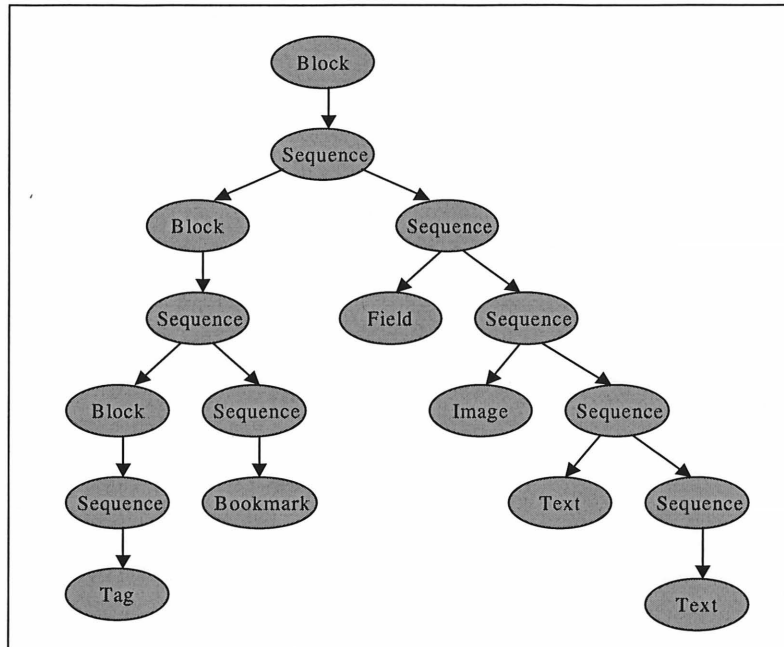 Block
Sequence
Block Sequence
Sequence Field Sequence
Block Sequence Image Sequence
Sequence Bookmark Text Sequence
Tag Text